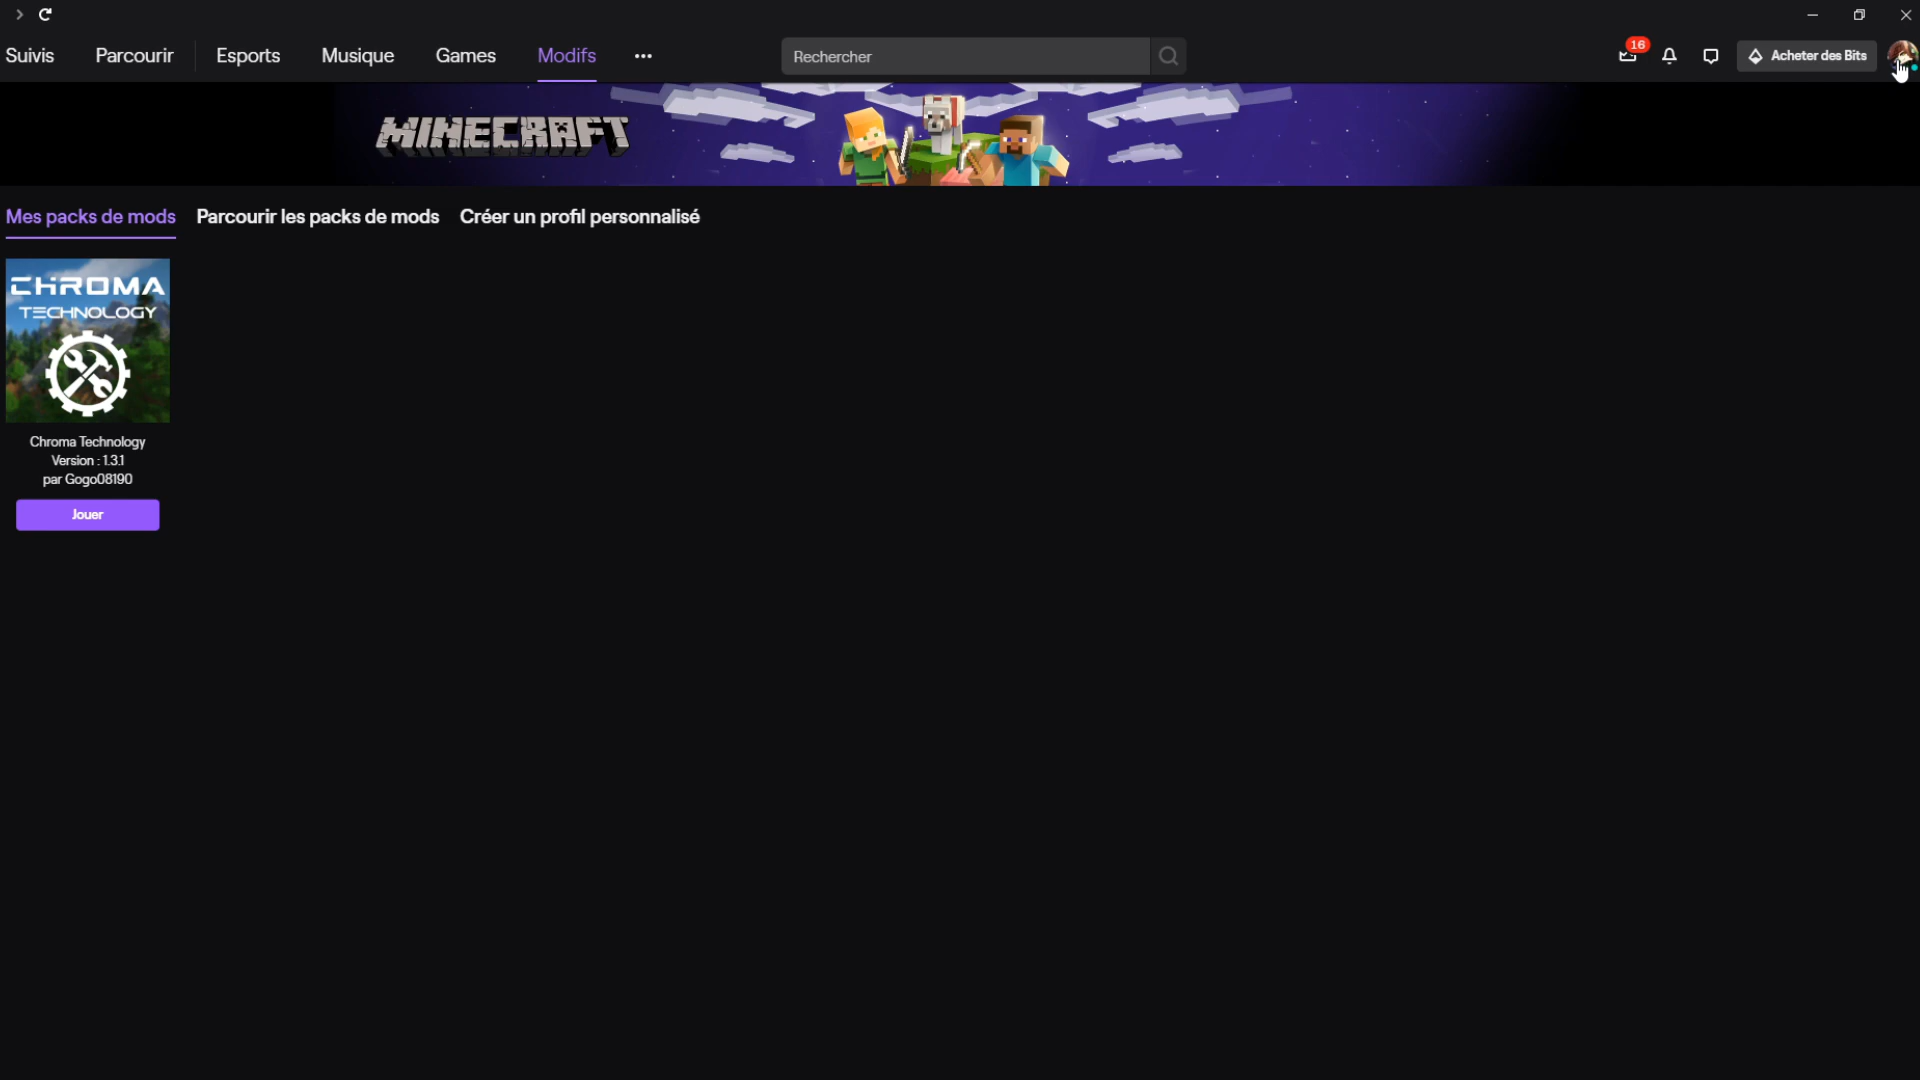 Suivis Parcourir Esports Musique Games Modifs ••• Rechercher 16 Acheter des Bits
MINECRAFT
Mes packs de mods Parcourir les packs de mods Créer un profil personnalisé
CHROMA
TECHNOLOGY
Chroma Technology
Version : 1.3.1
par Gogo08190
Jouer